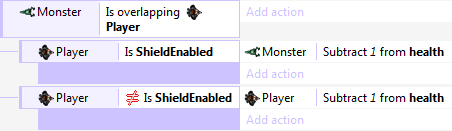 Monster Is overlapping Add action
Player
Player Is ShieldEnabled Monster Subtract 1 from health
Add action
Player Is ShieldEnabled Player Subtract 1 from health
Add action